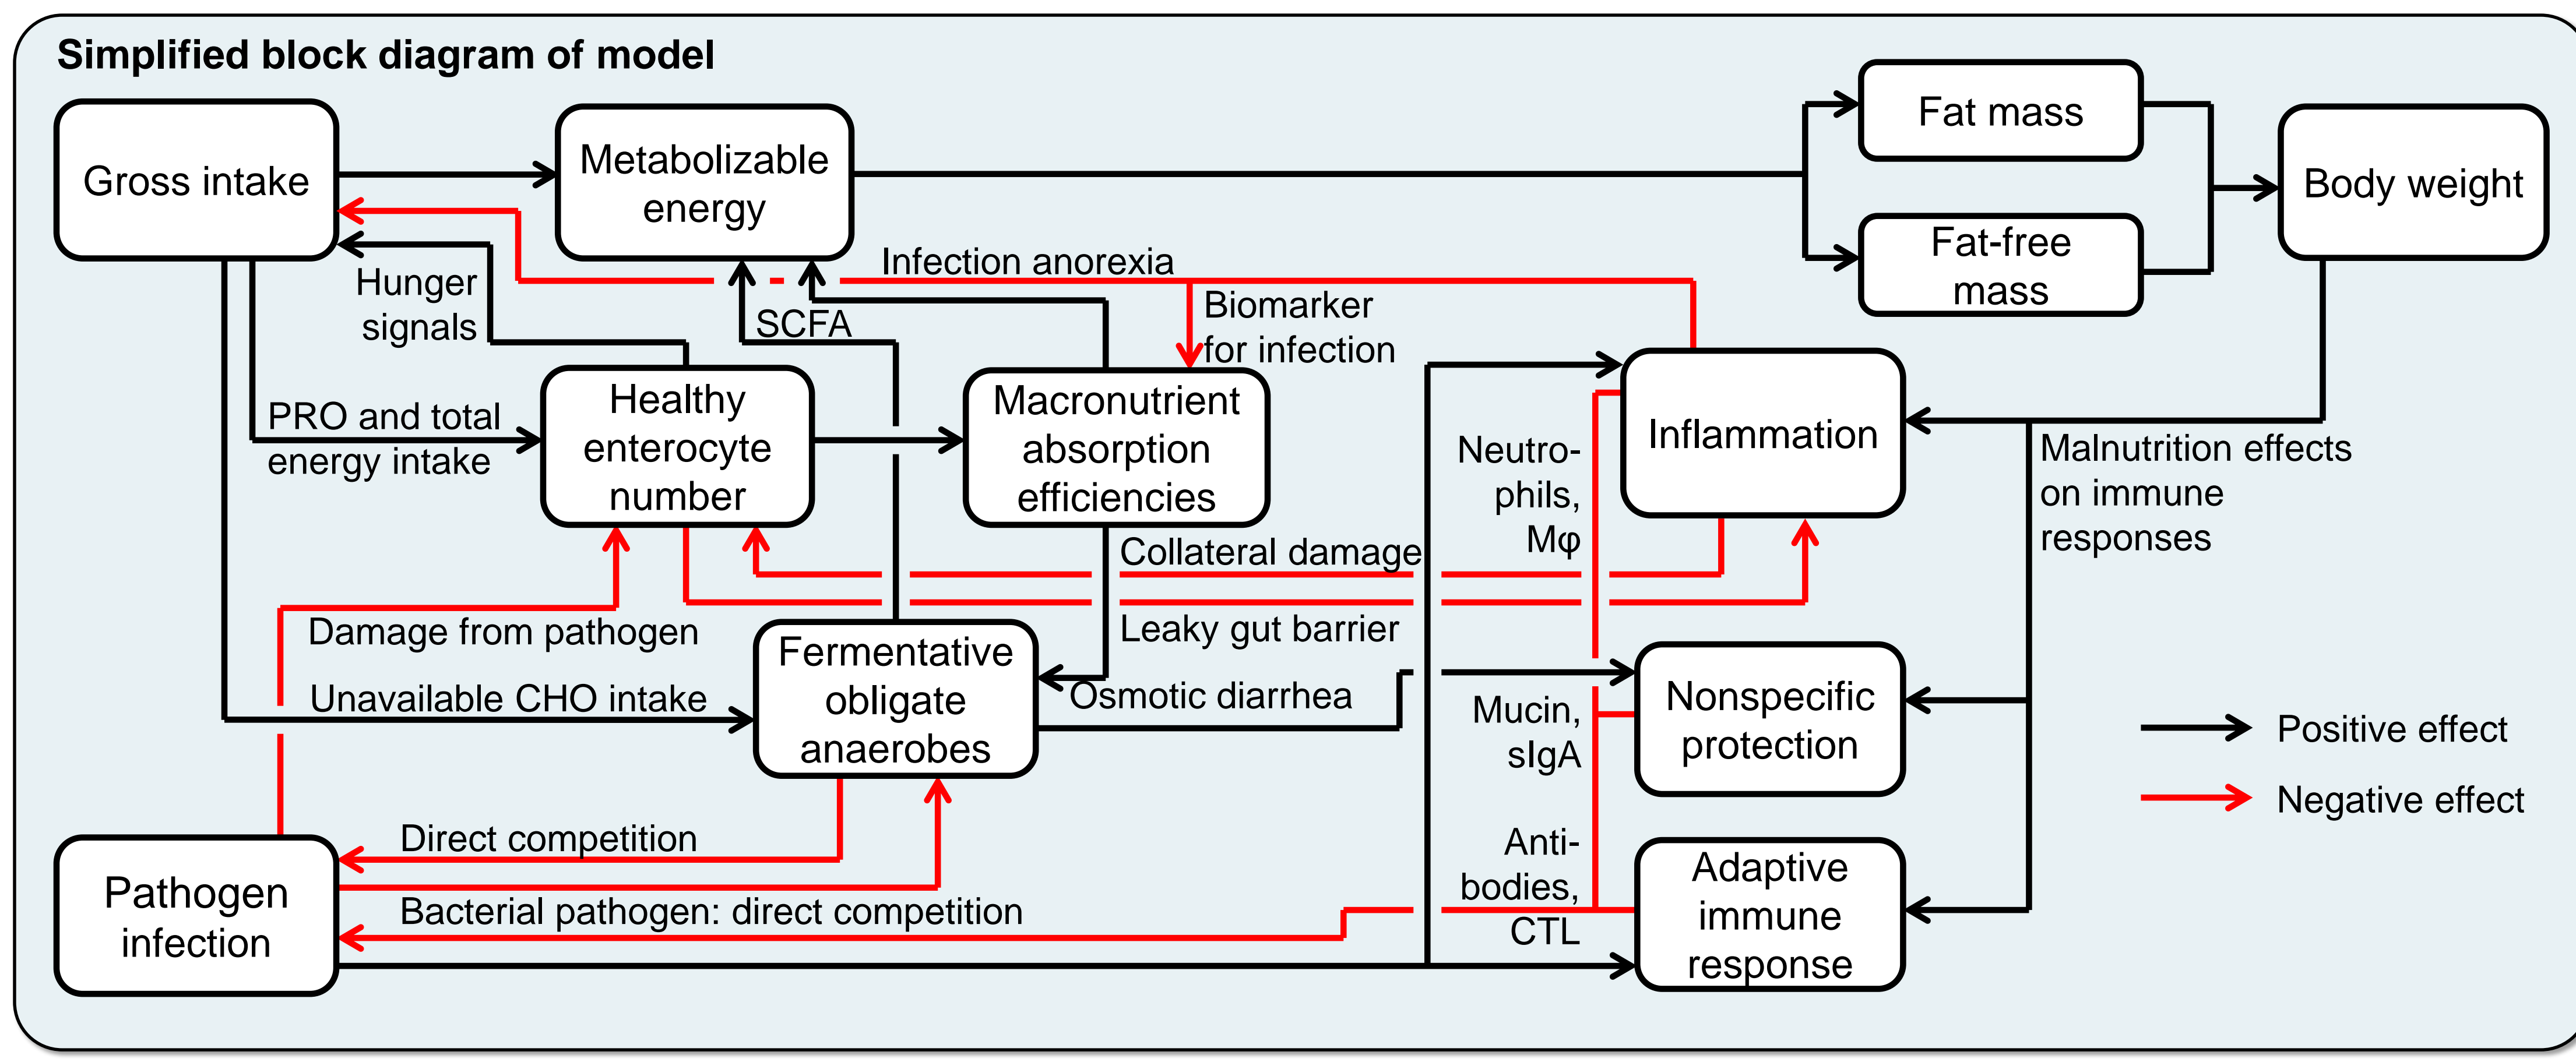 Simplified block diagram of model
Gross intake
Metabolizable
energy
Fat mass
Fat-free
mass
Body weight
Infection anorexia
Hunger
signals
SCFA
Biomarker
for infection
PRO and total
energy intake
Healthy
enterocyte
number
Macronutrient
absorption
efficiencies
Neutro-
phils,
Mφ
Inflammation
Malnutrition effects
on immune
responses
Collateral damage
Damage from pathogen
Leaky gut barrier
Unavailable CHO intake
Fermentative
obligate
anaerobes
Osmotic diarrhea
Mucin,
sIgA
Nonspecific
protection
Positive effect
Negative effect
Direct competition
Pathogen
infection
Bacterial pathogen: direct competition
Anti-
bodies,
CTL
Adaptive
immune
response